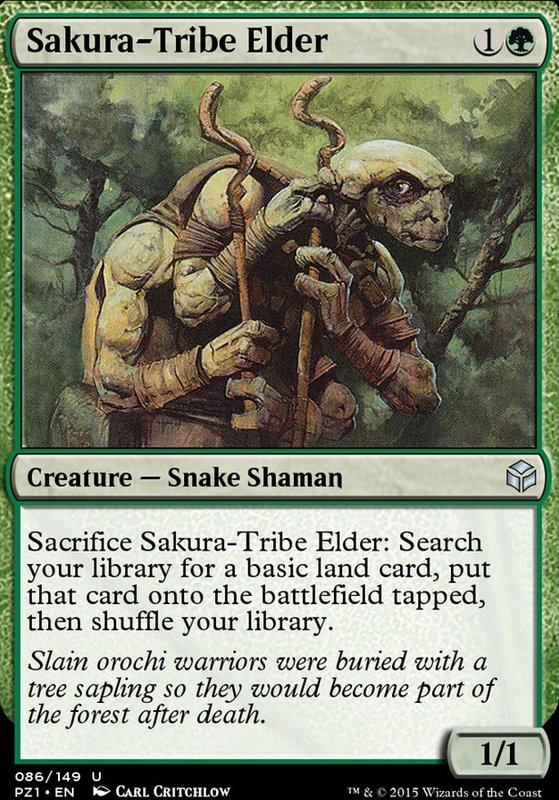 Sakura-Tribe Elder 1
Creature — Snake Shaman
Sacrifice Sakura-Tribe Elder: Search
your library for a basic land card, put
that card onto the battlefield tapped,
then shuffle your library.
Slain orochi warriors were buried with a
tree sapling so they would become part of
the forest after death.
1/1
086/149 U
PZ1 • EN Carl Critchlow
™ & © 2015 Wizards of the Coast